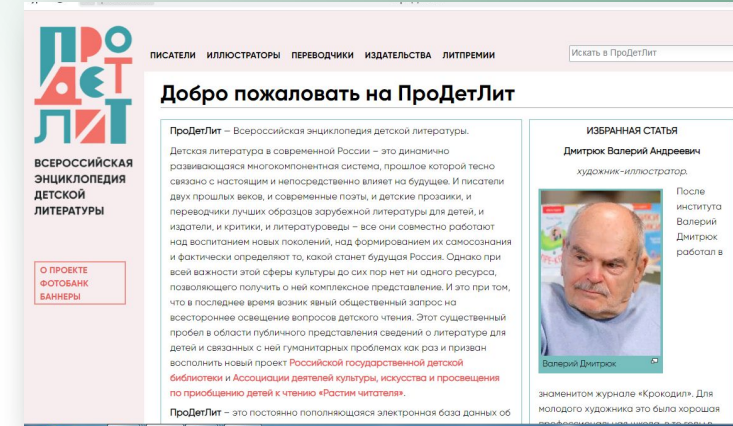 ПРО
ДЕТ
ЛИТ
ВСЕРОССИЙСКАЯ
ЭНЦИКЛОПЕДИЯ
ДЕТСКОЙ
ЛИТЕРАТУРЫ
О ПРОЕКТЕ
ФОТОБАНК
БАННЕРЫ
ПИСАТЕЛИ ИЛЛЮСТРАТОРЫ ПЕРЕВОДЧИКИ ИЗДАТЕЛЬСТВА ЛИТПРЕМИИ
Искать в ПроДетЛит
Добро пожаловать на ПроДетЛит
ПроДетЛит – Всероссийская энциклопедия детской литературы.
Детская литература в современной России – это динамично
развивающаяся многокомпонентная система, прошлое которой тесно
связано с настоящим и непосредственно влияет на будущее. И писатели
двух прошлых веков, и современные поэты, и детские прозаики, и
переводчики лучших образцов зарубежной литературы для детей, и
издатели, и критики, и литературоведы – все они совместно работают
над воспитанием новых поколений, над формированием их самосознания
и фактически определяют то, какой станет будущая Россия. Однако при
всей важности этой сферы культуры до сих пор нет ни одного ресурса,
позволяющего получить о ней комплексное представление. И это при том,
что в последнее время возник явный общественный запрос на
всестороннее освещение вопросов детского чтения. Этот существенный
пробел в области публичного представления сведений о литературе для
детей и связанных с ней гуманитарных проблемах как раз и призван
восполнить новый проект Российской государственной детской
библиотеки и Ассоциации деятелей культуры, искусства и просвещения
по приобщению детей к чтению «Растим читателя».
ПроДетЛит – это постоянно пополняющаяся электронная база данных об
ИЗБРАННАЯ СТАТЬЯ
Дмитрюк Валерий Андреевич
художник-иллюстратор.
После
института
Валерий
Дмитрюк
работал в
Валерий Дмитрюк
знаменитом журнале «Крокодил». Для
молодого художника это была хорошая
профессиональная школа, в те годы в